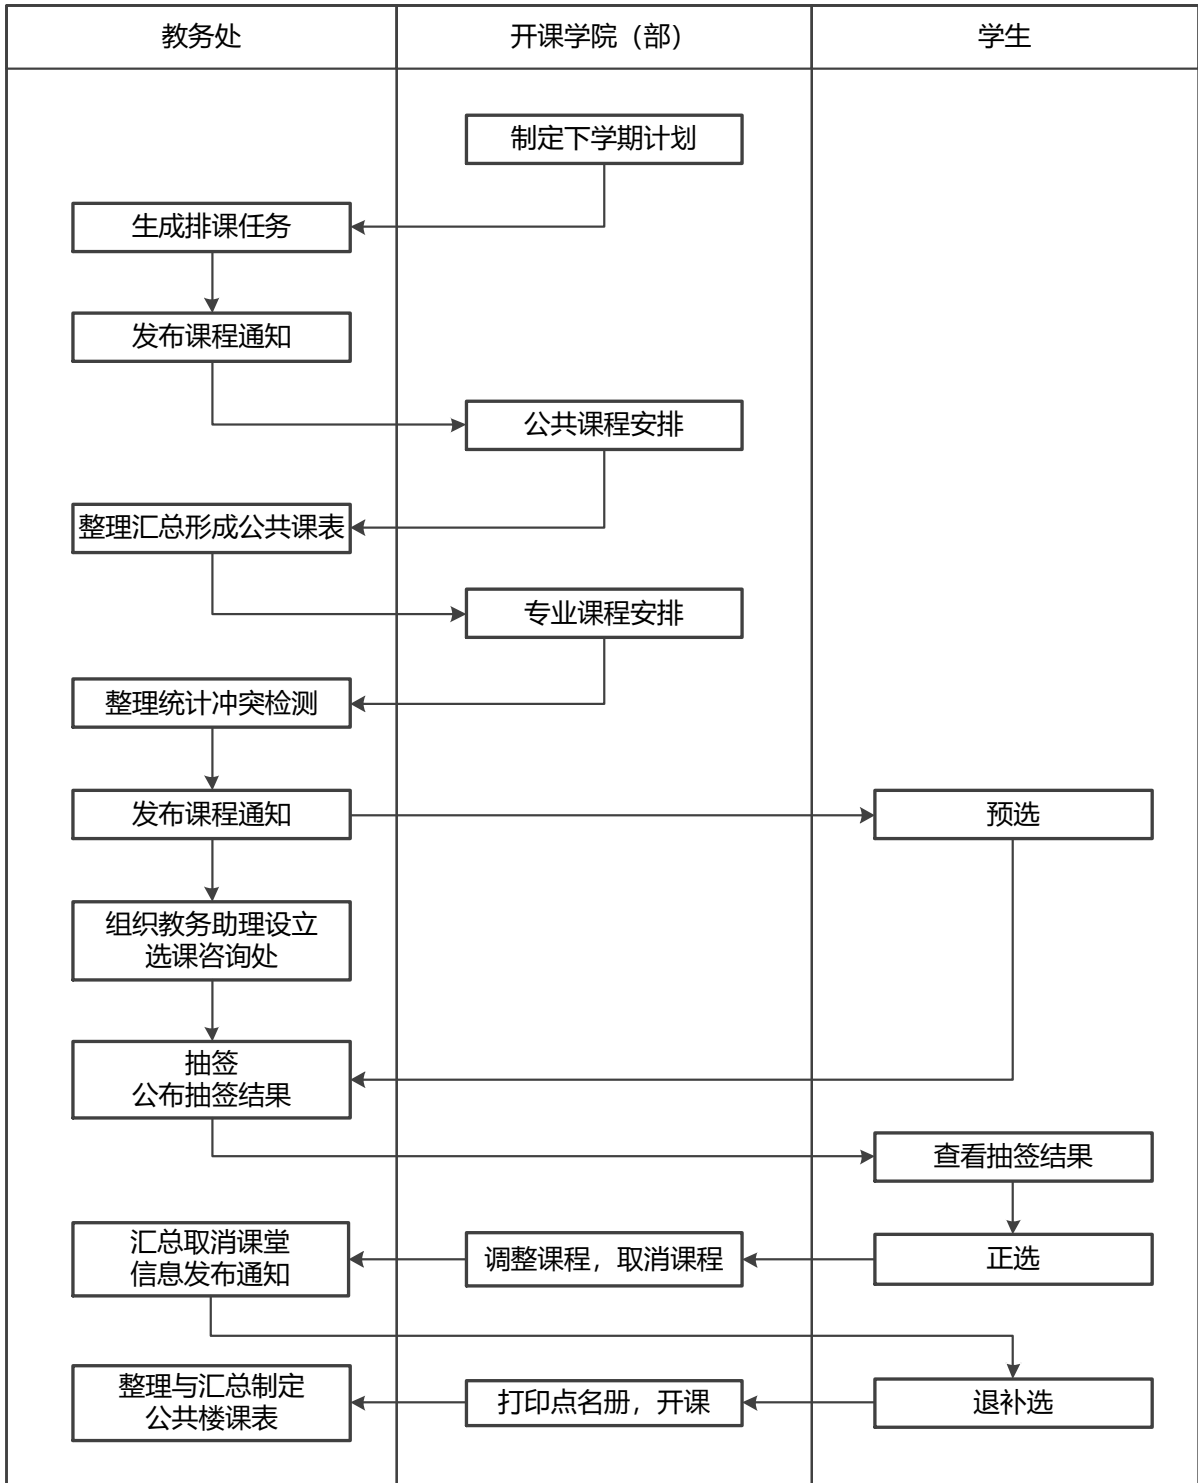 教务处
开课学院（部）
学生
制定下学期计划
生成排课任务
发布课程通知
公共课程安排
整理汇总形成公共课表
专业课程安排
整理统计冲突检测
发布课程通知
预选
组织教务助理设立
选课咨询处
抽签
公布抽签结果
查看抽签结果
汇总取消课堂
信息发布通知
调整课程，取消课程
正选
整理与汇总制定
公共楼课表
打印点名册，开课
退补选